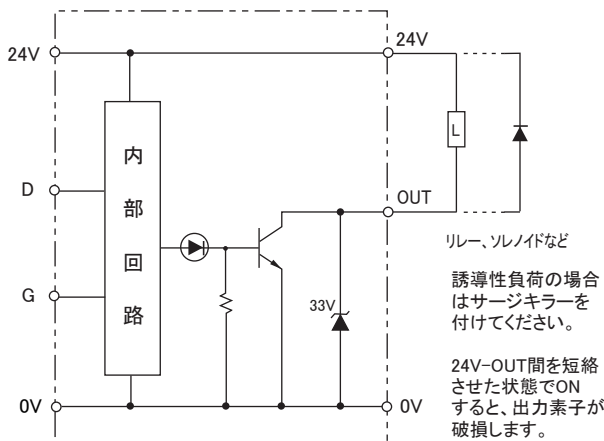 24V
24V
内部回路
L
D
OUT
リレー、ソレノイドなど
G
33V
誘導性負荷の場合
はサージキラーを
付けてください。
24V-OUT間を短絡
させた状態でON
すると、出力素子が
破損します。
0V
0V